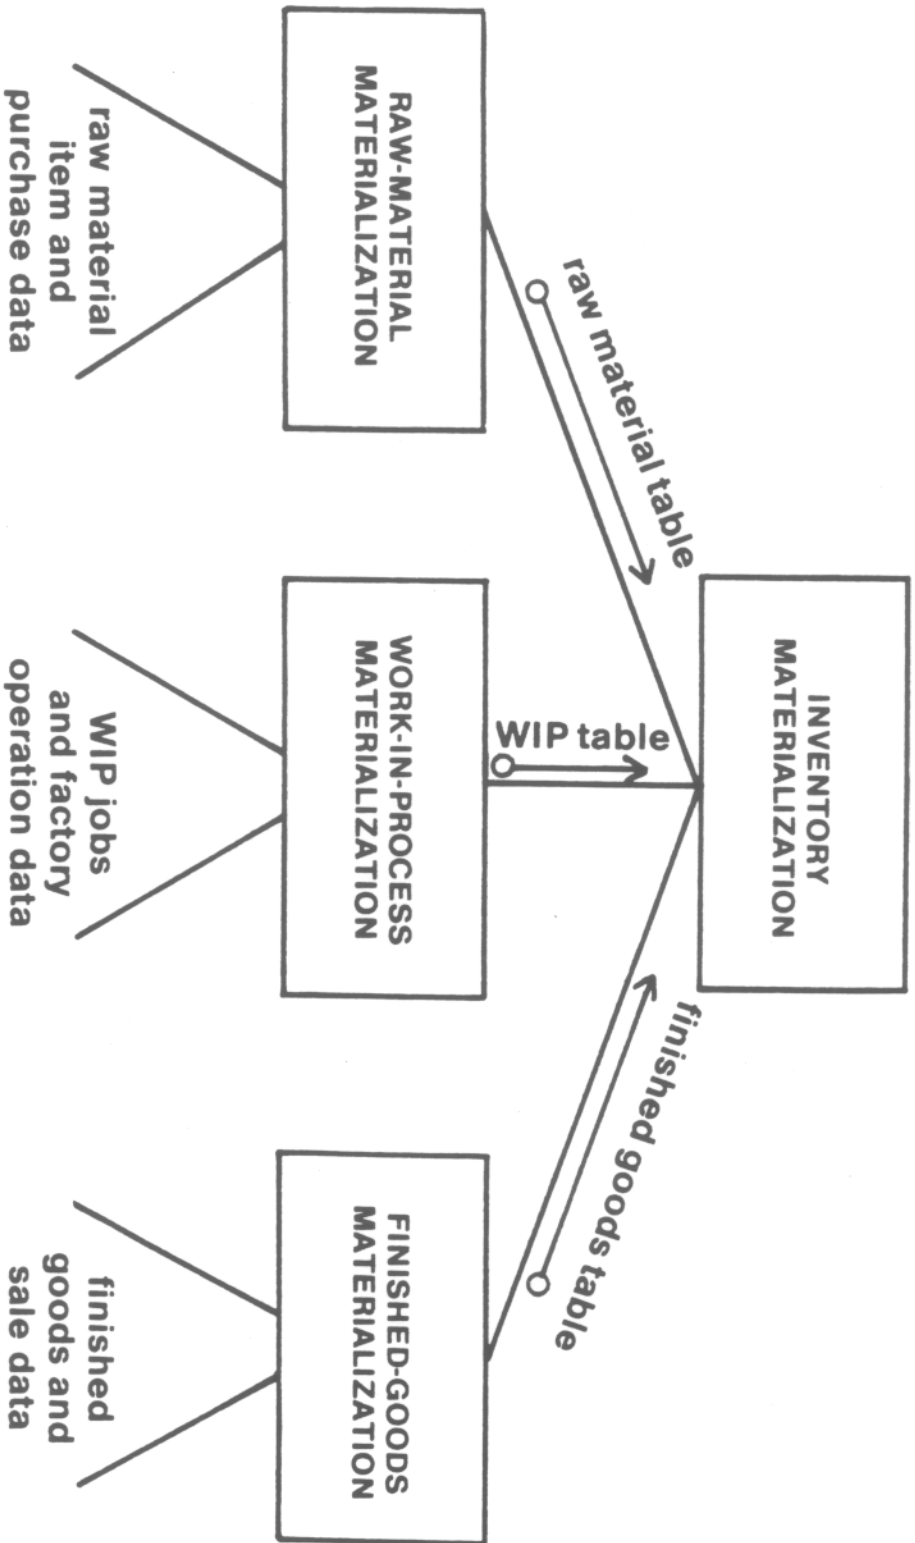 INVENTORY
MATERIALIZATION
raw material table
WIP table
finished goods table
RAW-MATERIAL
MATERIALIZATION
WORK-IN-PROCESS
MATERIALIZATION
FINISHED-GOODS
MATERIALIZATION
raw material
item and
purchase data
WIP jobs
and factory
operation data
finished
goods and
sale data